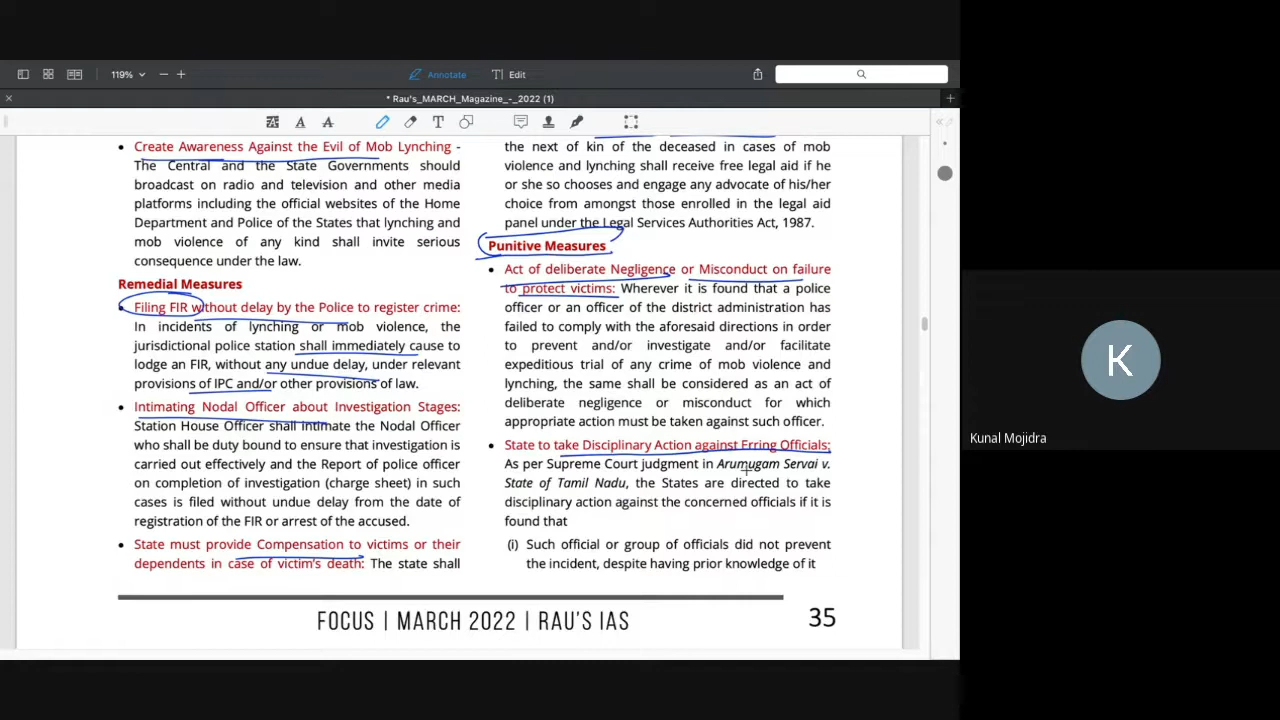 119%
Annotate
T Edit
* Rau's_MARCH_Magazine_-_2022 (1)
• Create Awareness Against the Evil of Mob Lynching -
The Central and the State Governments should
broadcast on radio and television and other media
platforms including the official websites of the Home
Department and Police of the States that lynching and
mob violence of any kind shall invite serious
consequence under the law.
Remedial Measures
• Filing FIR without delay by the Police to register crime:
In incidents of lynching or mob violence, the
jurisdictional police station shall immediately cause to
lodge an FIR, without any undue delay, under relevant
provisions of IPC and/or other provisions of law.
• Intimating Nodal Officer about Investigation Stages:
Station House Officer shall intimate the Nodal Officer
who shall be duty bound to ensure that investigation is
carried out effectively and the Report of police officer
on completion of investigation (charge sheet) in such
cases is filed without undue delay from the date of
registration of the FIR or arrest of the accused.
• State must provide Compensation to victims or their
dependents in case of victim's death: The state shall
the next of kin of the deceased in cases of mob
violence and lynching shall receive free legal aid if he
or she so chooses and engage any advocate of his/her
choice from amongst those enrolled in the legal aid
panel under the Legal Services Authorities Act, 1987.
Punitive Measures
• Act of deliberate Negligence or Misconduct on failure
to protect victims: Wherever it is found that a police
officer or an officer of the district administration has
failed to comply with the aforesaid directions in order
to prevent and/or investigate and/or facilitate
expeditious trial of any crime of mob violence and
lynching, the same shall be considered as an act of
deliberate negligence or misconduct for which
appropriate action must be taken against such officer.
• State to take Disciplinary Action against Erring Officials:
As per Supreme Court judgment in Arumugam Servai v.
State of Tamil Nadu, the States are directed to take
disciplinary action against the concerned officials if it is
found that
(i) Such official or group of officials did not prevent
the incident, despite having prior knowledge of it
FOCUS | MARCH 2022 | RAU'S IAS
35
K
Kunal Mojidra